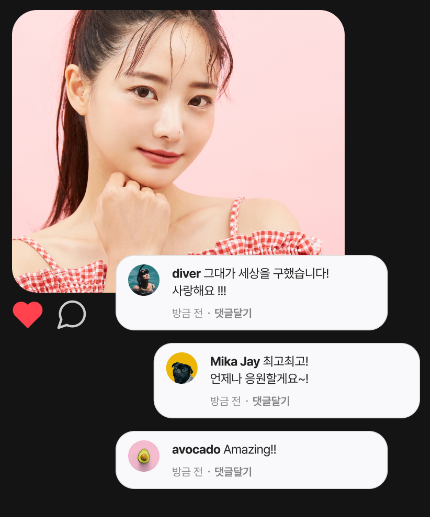 diver 그대가 세상을 구했습니다!
사랑해요 !!!
방금 전 · 댓글달기
Mika Jay 최고최고!
언제나 응원할게요~!
방금 전 · 댓글달기
avocado Amazing!!
방금 전 · 댓글달기